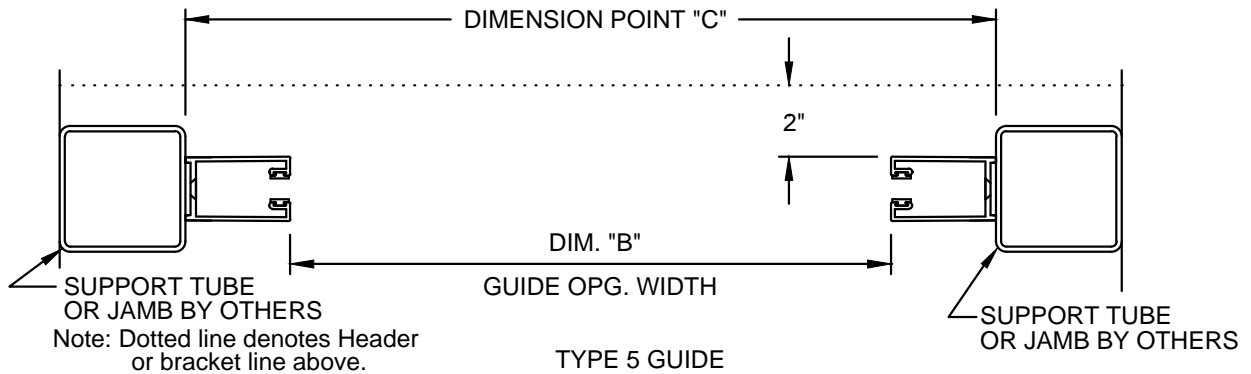 DIMENSION POINT "C"
2"
DIM. "B"
GUIDE OPG. WIDTH
SUPPORT TUBE
OR JAMB BY OTHERS
Note: Dotted line denotes Header
or bracket line above.
SUPPORT TUBE
OR JAMB BY OTHERS
TYPE 5 GUIDE